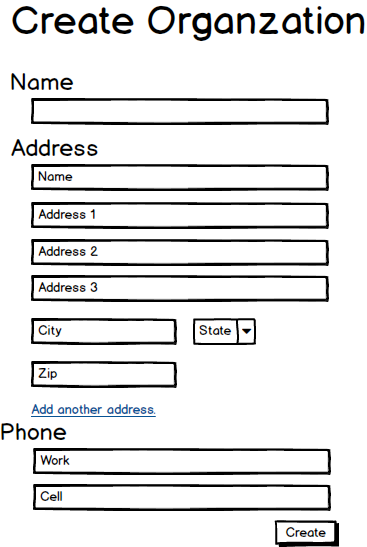 Create Organzation
Name
Address
Name
Address 1
Address 2
Address 3
City State
Zip
Add another address.
Phone
Work
Cell
Create